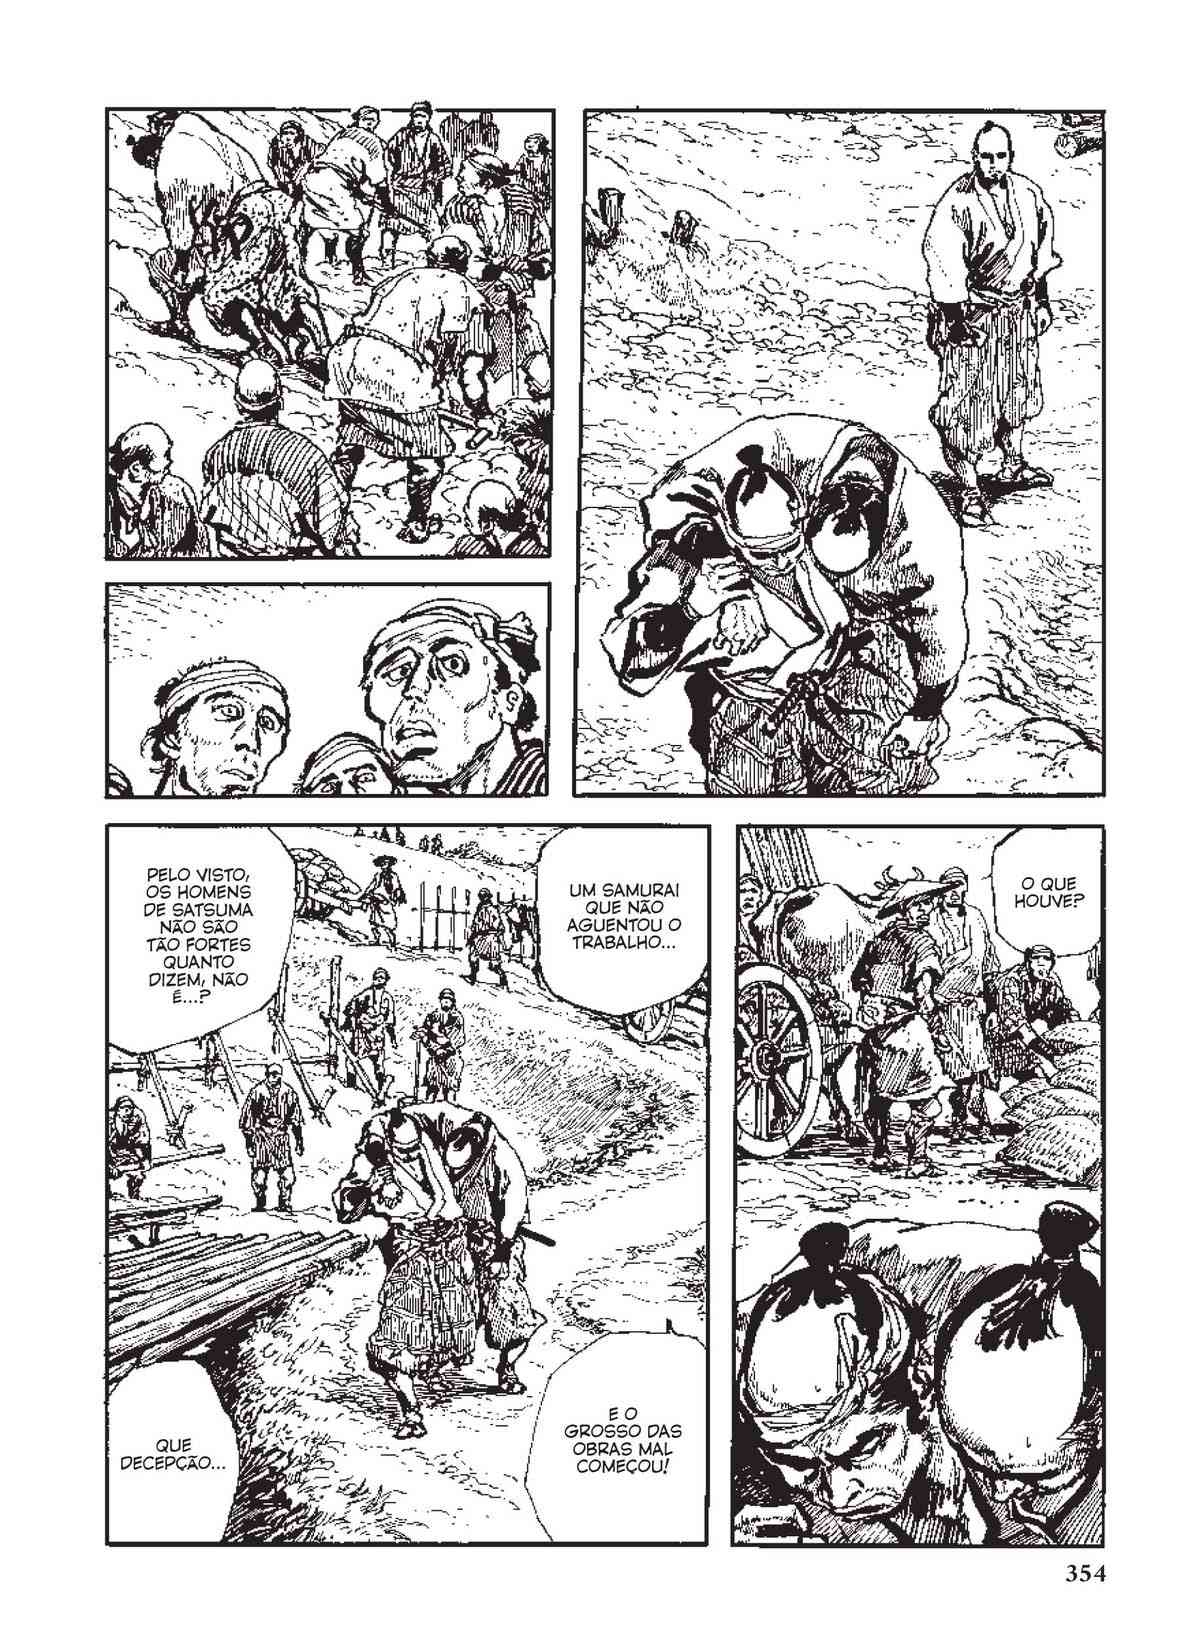 O QUE
HOUVE?
UM SAMURAI
QUE NÃO
AGUENTOU O
TRABALHO...
PELO VISTO,
OS HOMENS
DE SATSUMA
NÃO SÃO
TÃO FORTES
QUANTO
DIZEM, NÃO
É...?
E O
GROSSO DAS
OBRAS MAL
COMEÇOU!
QUE
DECEPÇÃO...
354